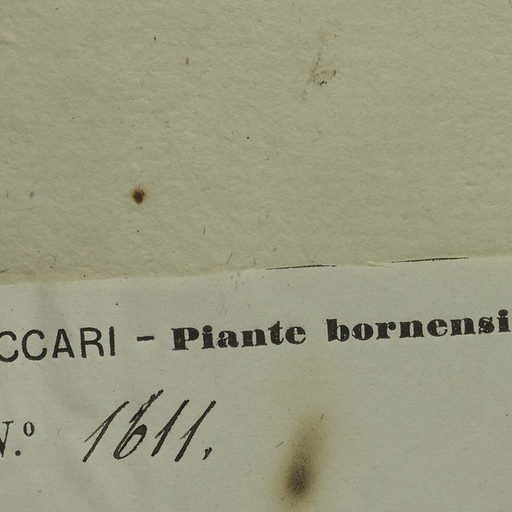 CCARI - Piante bornensi
N.º 1611.